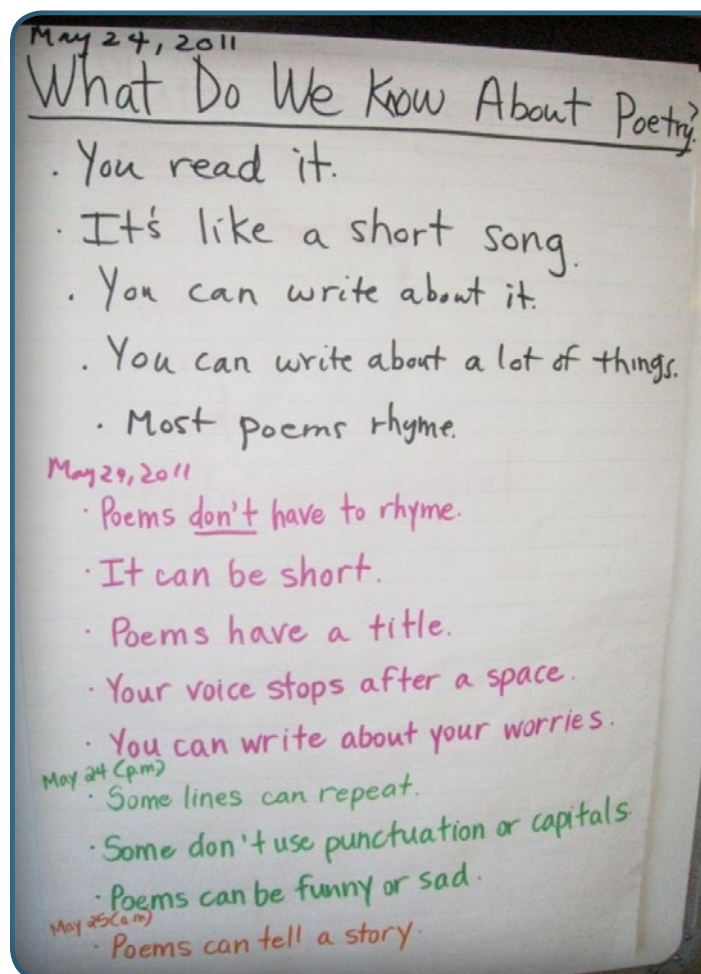 May 24, 2011
What Do We Know About Poetry?
· You read it.
· It's like a short song.
· You can write about it.
· You can write about a lot of things.
· Most poems rhyme.
May 24, 2011
· Poems don't have to rhyme.
· It can be short.
· Poems have a title.
· Your voice stops after a space.
· You can write about your worries.
May 24 (p.m)
· Some lines can repeat.
· Some don't use punctuation or capitals
· Poems can be funny or sad.
May 25(a.m)
· Poems can tell a story.